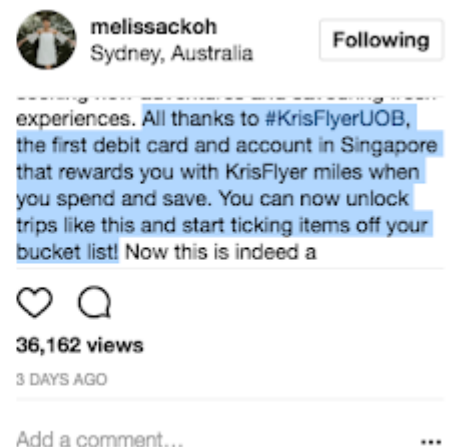 melissackoh
Sydney, Australia
Following
experiences. All thanks to #KrisFlyerUOB,
the first debit card and account in Singapore
that rewards you with KrisFlyer miles when
you spend and save. You can now unlock
trips like this and start ticking items off your
bucket list! Now this is indeed a
36,162 views
3 DAYS AGO
Add a comment...